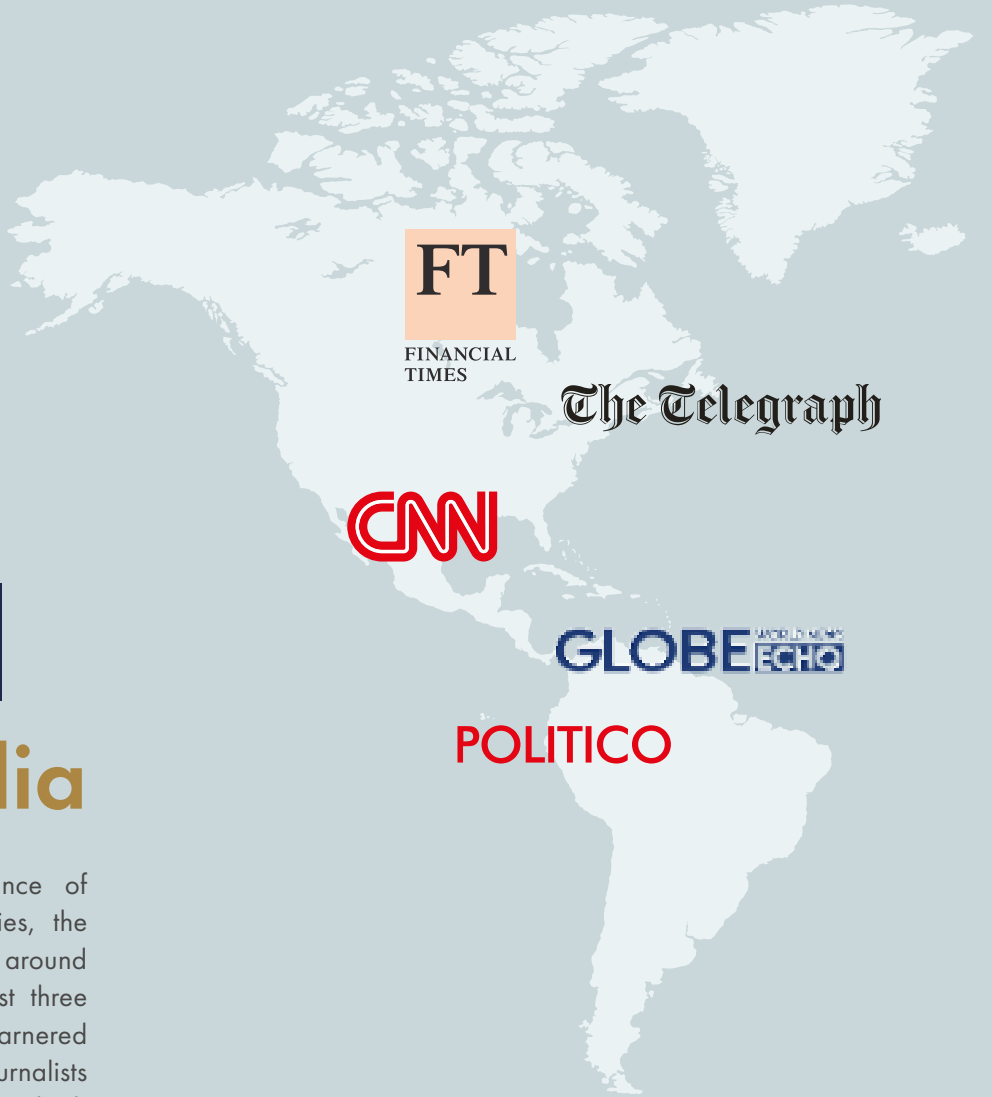 FT
FINANCIAL
TIMES
The Telegraph
CNN
GLOBE WORLD NEWS
ECHO
POLITICO
lia
nce of
ies, the
around
st three
arnered
urnalists